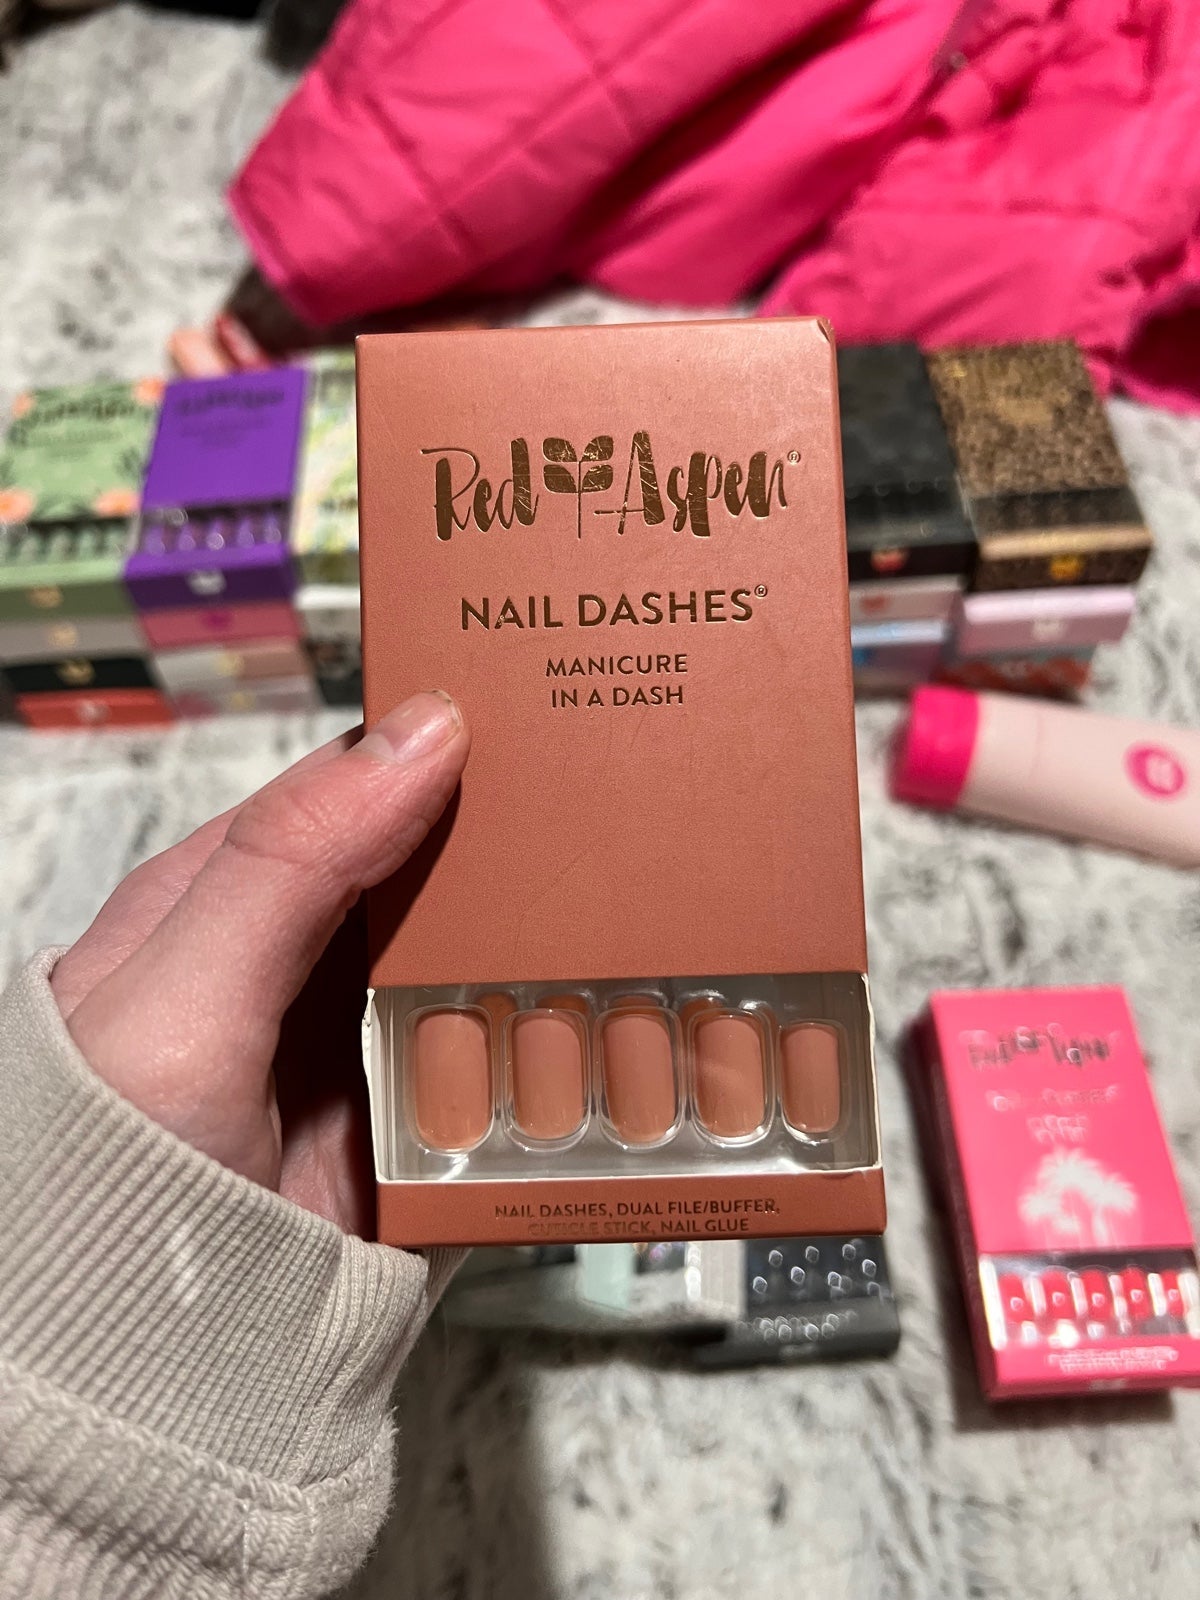 Red Aspen®
NAIL DASHES®
MANICURE
IN A DASH
NAIL DASHES, DUAL FILE/BUFFER,
CUTICLE STICK, NAIL GLUE